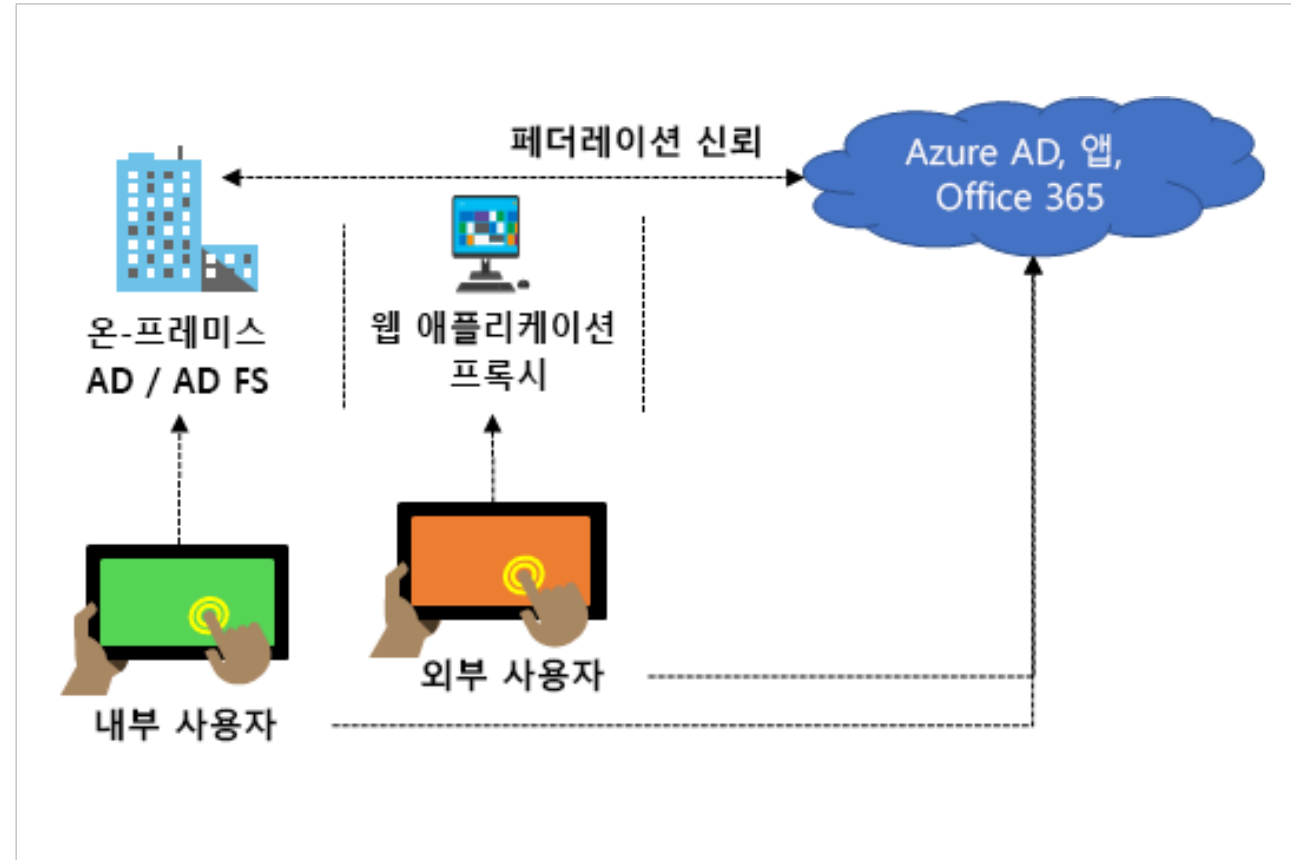 페더레이션 신뢰
Azure AD, 앱,
Office 365
온-프레미스
AD / AD FS
웹 애플리케이션
프록시
외부 사용자
내부 사용자